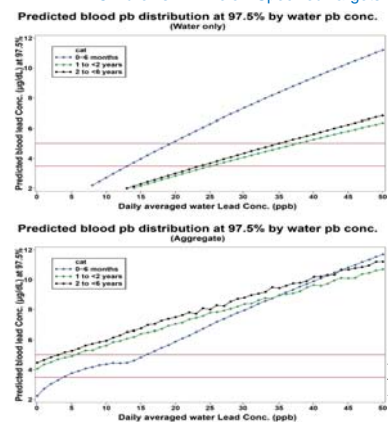 Predicted blood pb distribution at 97.5% by water pb conc.
(Water only)
Predicted blood lead Conc. (µg/dL) at 97.5%
12
10
8
6
4
2
cat
0-6 months
1 to <2 years
2 to <6 years
0 5 10 15 20 25 30 35 40 45 50
Daily averaged water Lead Conc. (ppb)
Predicted blood pb distribution at 97.5% by water pb conc.
(Aggregate)
Predicted blood lead Conc. (µg/dL) at 97.5%
12
10
8
6
4
2
cat
0-6 months
1 to <2 years
2 to <6 years
0 5 10 15 20 25 30 35 40 45 50
Daily averaged water Lead Conc. (ppb)